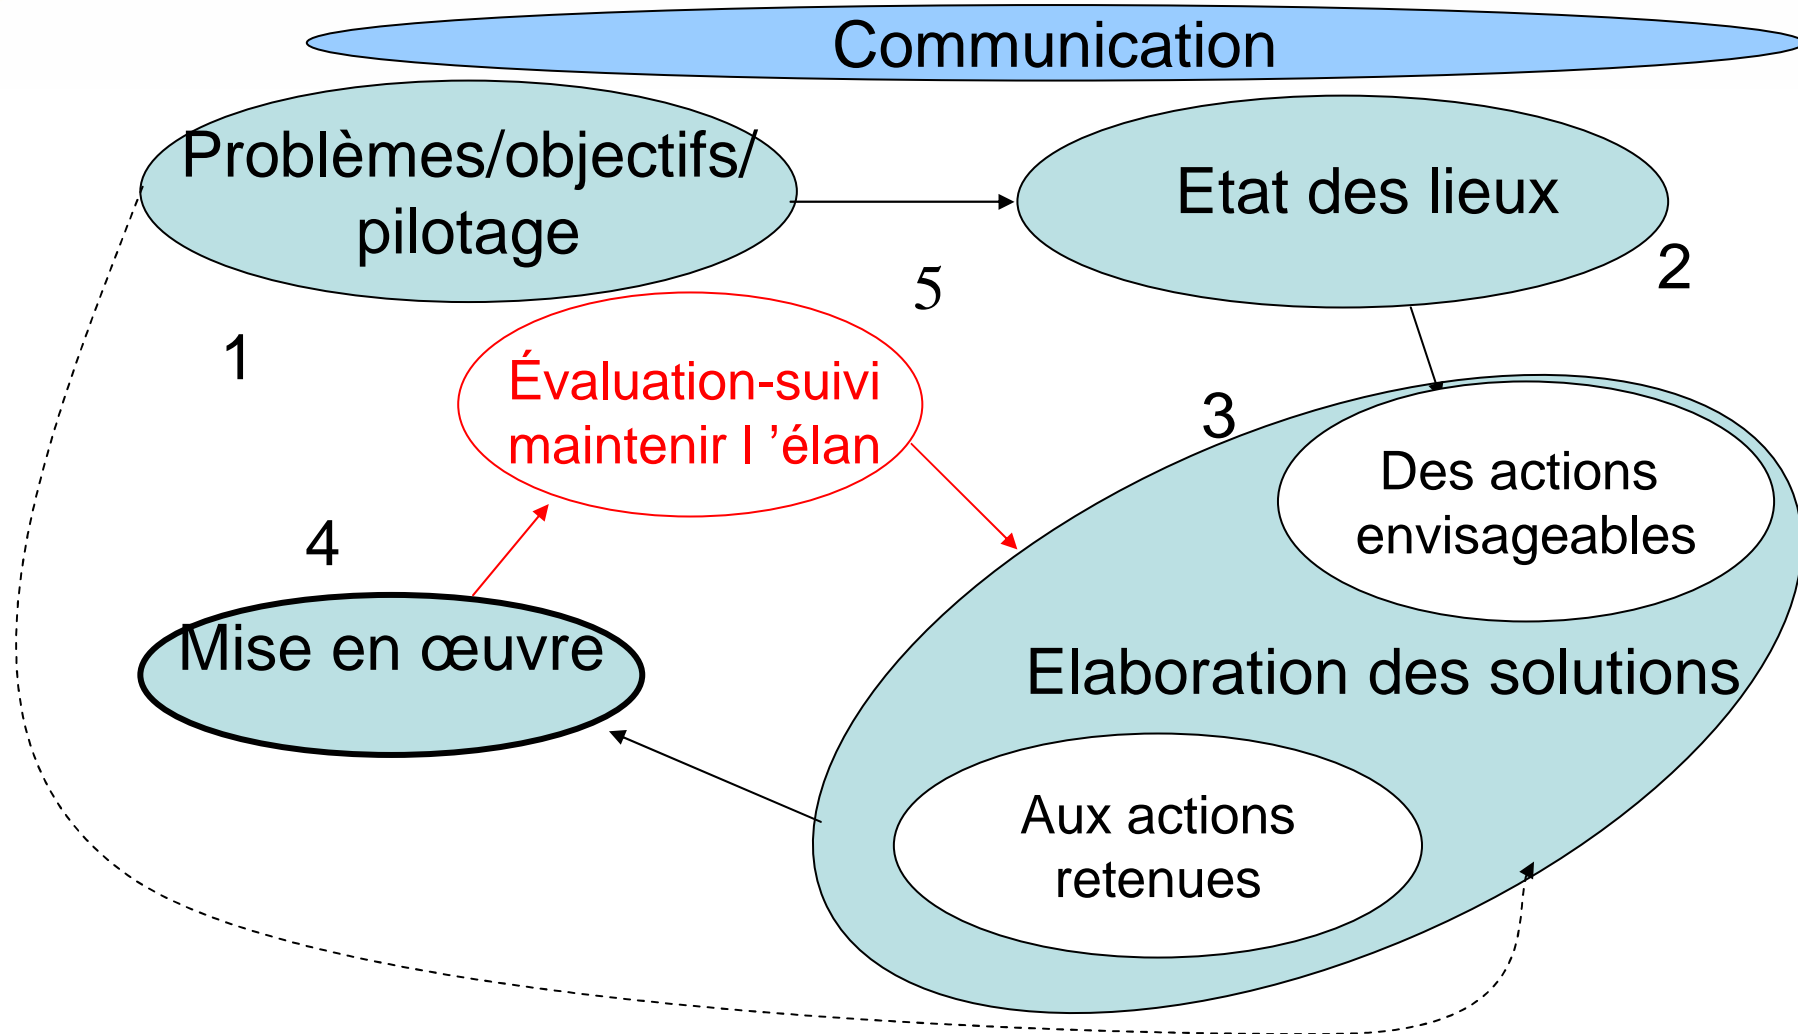 Communication
Problèmes/objectifs/
pilotage
Etat des lieux
2
5
1
Évaluation-suivi
maintenir l ’élan
3
Des actions
envisageables
4
Mise en œuvre
Elaboration des solutions
Aux actions
retenues